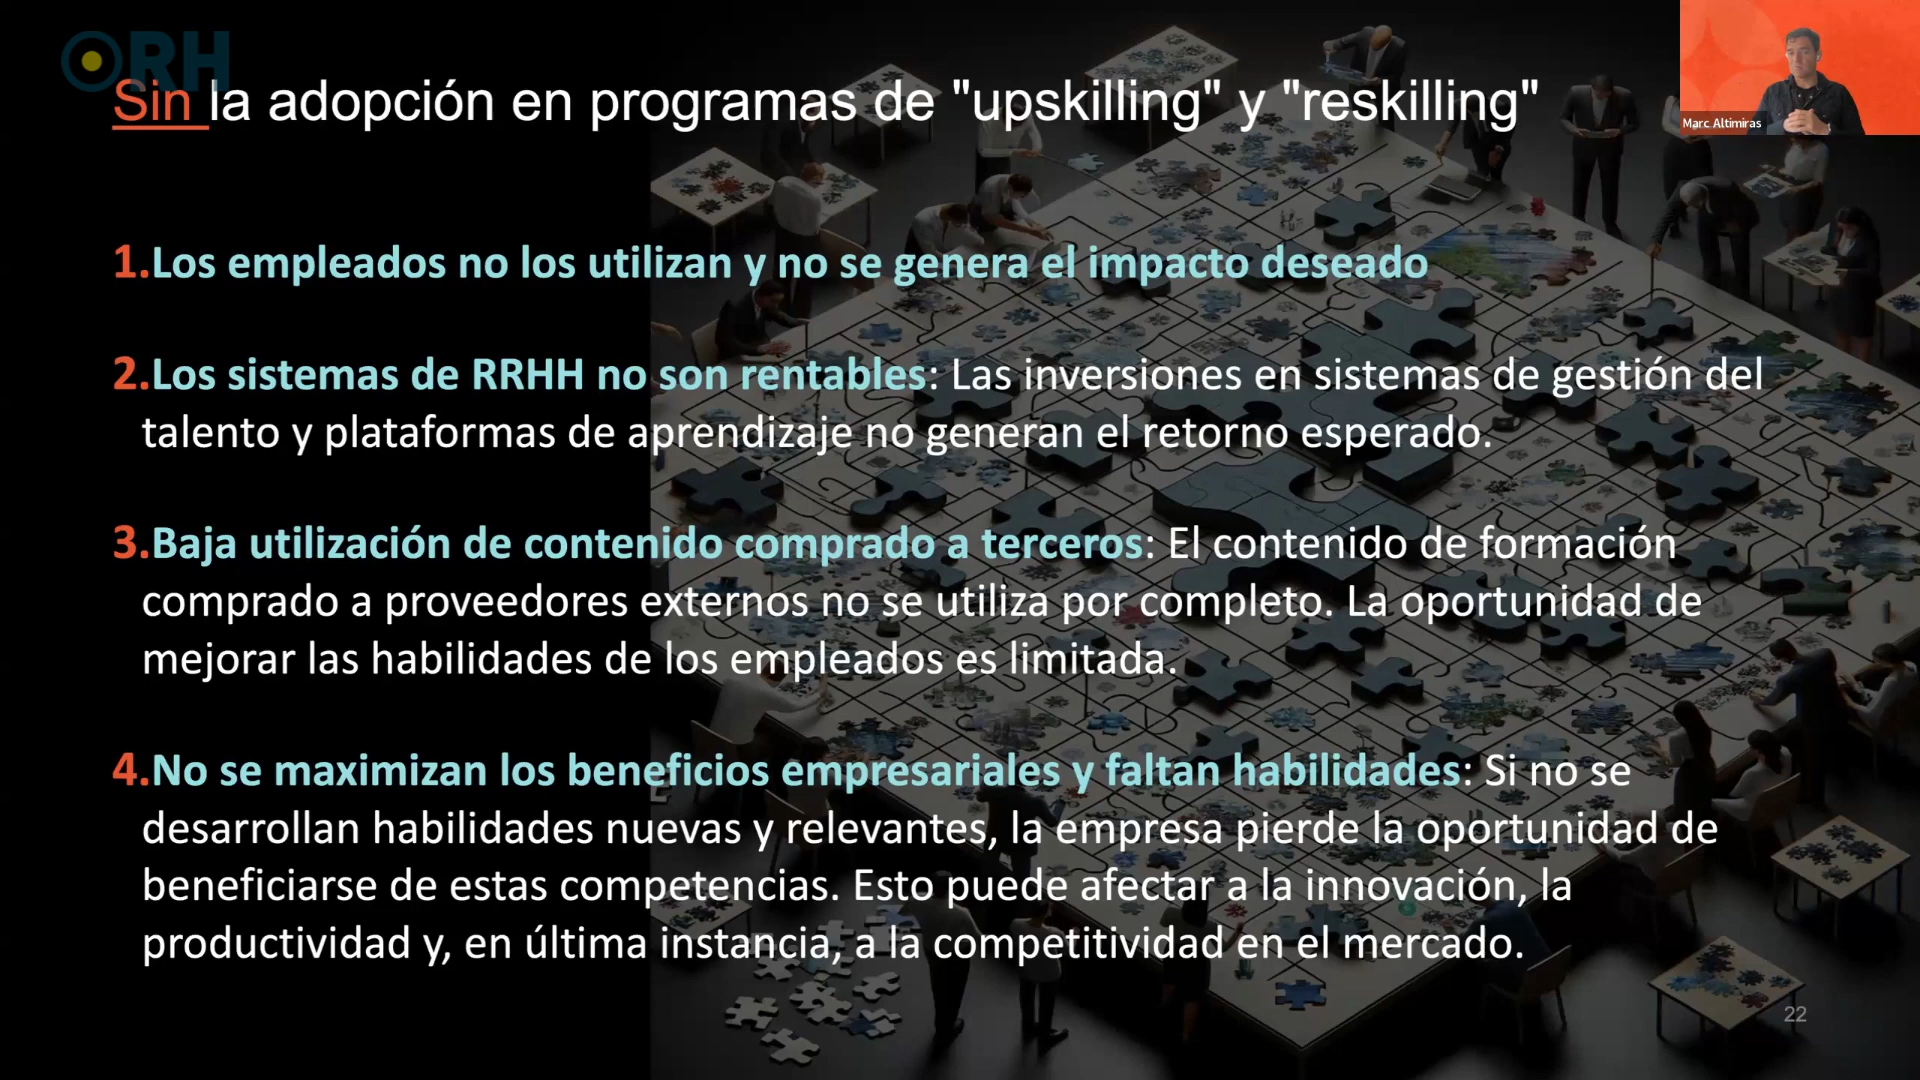 ORH
Sin la adopción en programas de "upskilling" y "reskilling"
Marc Altimiras
1.Los empleados no los utilizan y no se genera el impacto deseado
2.Los sistemas de RRHH no son rentables: Las inversiones en sistemas de gestión del
talento y plataformas de aprendizaje no generan el retorno esperado.
3.Baja utilización de contenido comprado a terceros: El contenido de formación
comprado a proveedores externos no se utiliza por completo. La oportunidad de
mejorar las habilidades de los empleados es limitada.
4.No se maximizan los beneficios empresariales y faltan habilidades: Si no se
desarrollan habilidades nuevas y relevantes, la empresa pierde la oportunidad de
beneficiarse de estas competencias. Esto puede afectar a la innovación, la
productividad y, en última instancia, a la competitividad en el mercado.
22